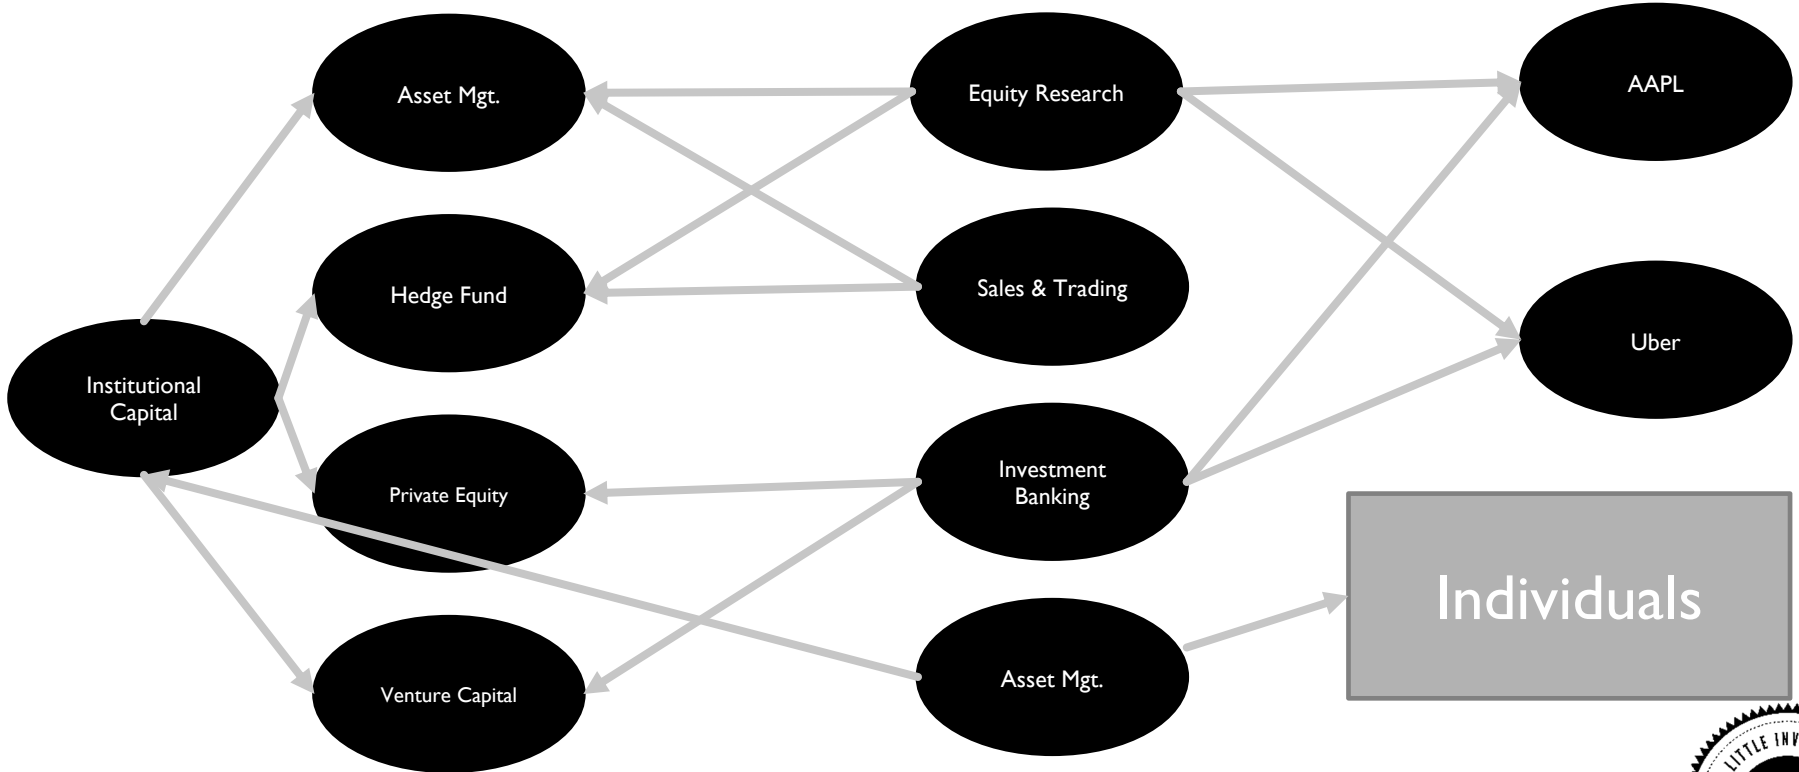 Asset Mgt.
Equity Research
AAPL
Hedge Fund
Sales & Trading
Uber
Institutional
Capital
Private Equity
Investment
Banking
Individuals
Venture Capital
Asset Mgt.
LITTLE